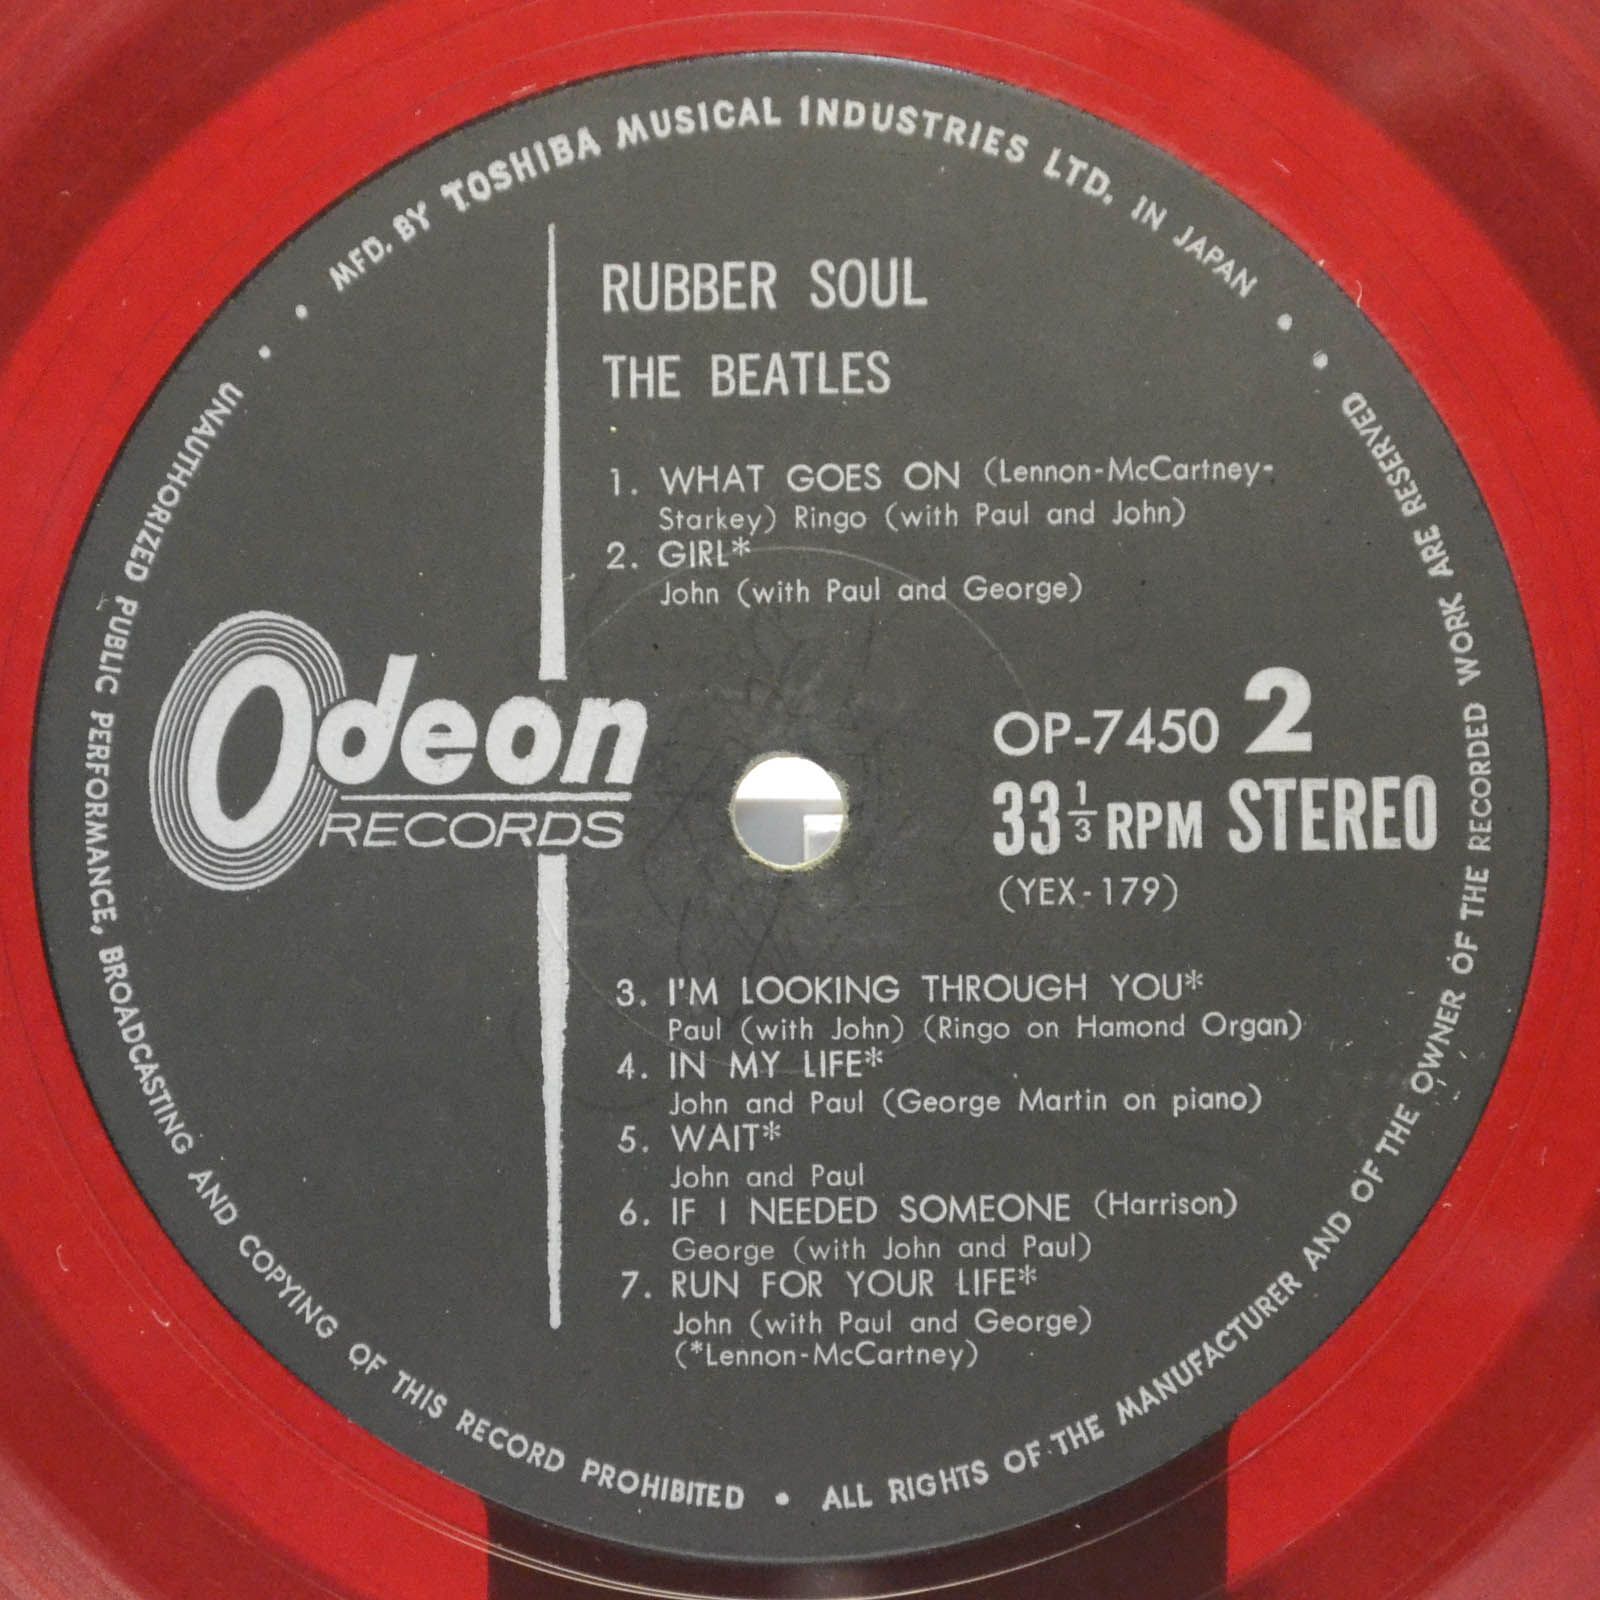 MFD. BY TOSHIBA MUSICAL INDUSTRIES LTD. IN JAPAN
RUBBER SOUL
THE BEATLES
1. WHAT GOES ON (Lennon-McCartney-
Starkey) Ringo (with Paul and John)
2. GIRL*
John (with Paul and George)
Odeon
RECORDS
OP-7450 2
33 1/3 RPM STEREO
(YEX-179)
3. I'M LOOKING THROUGH YOU*
Paul (with John) (Ringo on Hamond Organ)
4. IN MY LIFE*
John and Paul (George Martin on piano)
5. WAIT*
John and Paul
6. IF I NEEDED SOMEONE (Harrison)
George (with John and Paul)
7. RUN FOR YOUR LIFE*
John (with Paul and George)
(*Lennon-McCartney)
UNAUTHORIZED PUBLIC PERFORMANCE, BROADCASTING AND COPYING OF THIS RECORD PROHIBITED • ALL RIGHTS OF THE MANUFACTURER AND OF THE OWNER OF THE RECORDED WORK ARE RESERVED